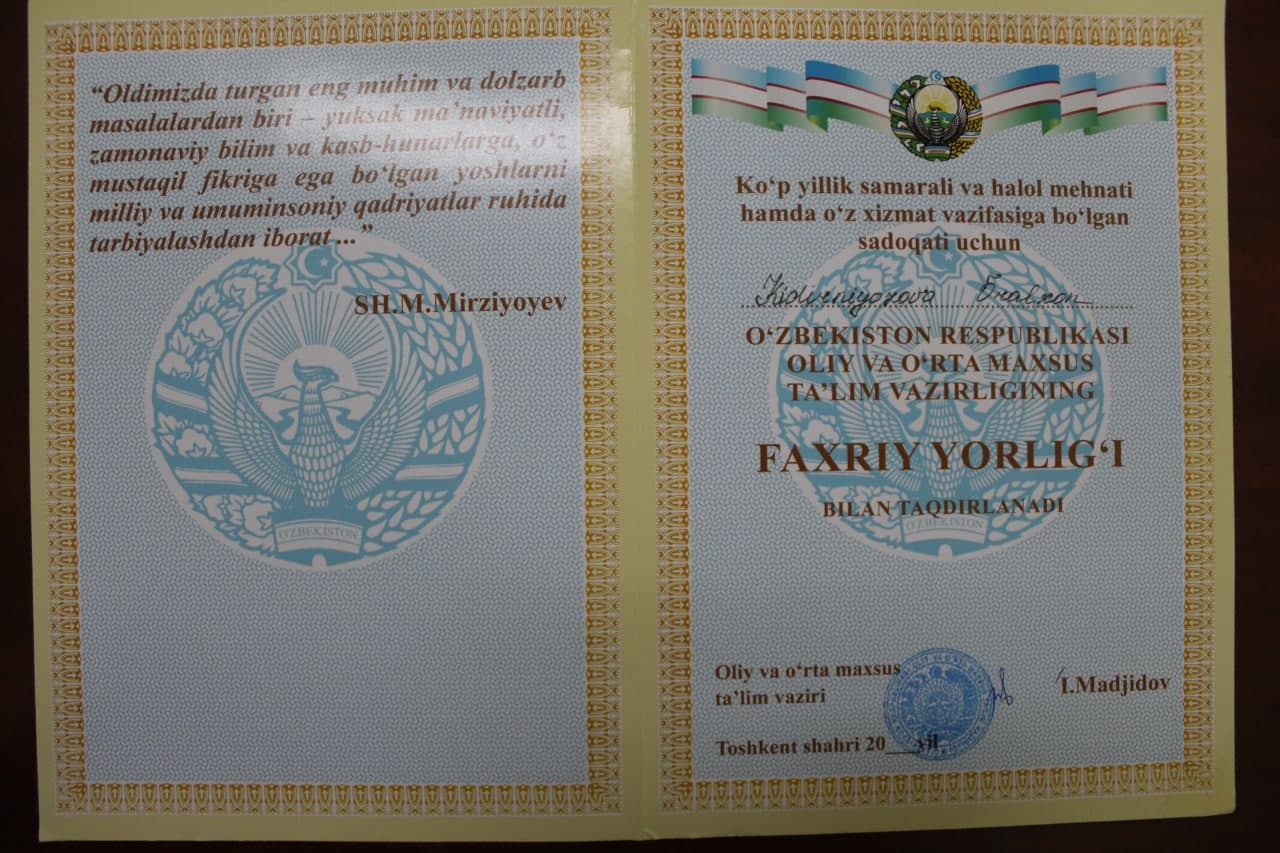 “Oldimizda turgan eng muhim va dolzarb
masalalardan biri – yuksak ma’naviyatli,
zamonaviy bilim va kasb-hunarlarga, o‘z
mustaqil fikriga ega bo‘lgan yoshlarni
milliy va umuminsoniy qadriyatlar ruhida
tarbiyalashdan iborat ...”
SH.M.Mirziyoyev
O‘ZBEKISTON
Ko‘p yillik samarali va halol mehnati
hamda o‘z xizmat vazifasiga bo‘lgan
sadoqati uchun
O‘ZBEKISTON RESPUBLIKASI
OLIY VA O‘RTA MAXSUS
TA’LIM VAZIRLIGINING
FAXRIY YORLIG‘I
BILAN TAQDIRLANADI
O‘ZBEKISTON
Oliy va o‘rta maxsus
ta’lim vaziri
I.Madjidov
Toshkent shahri 20___yil